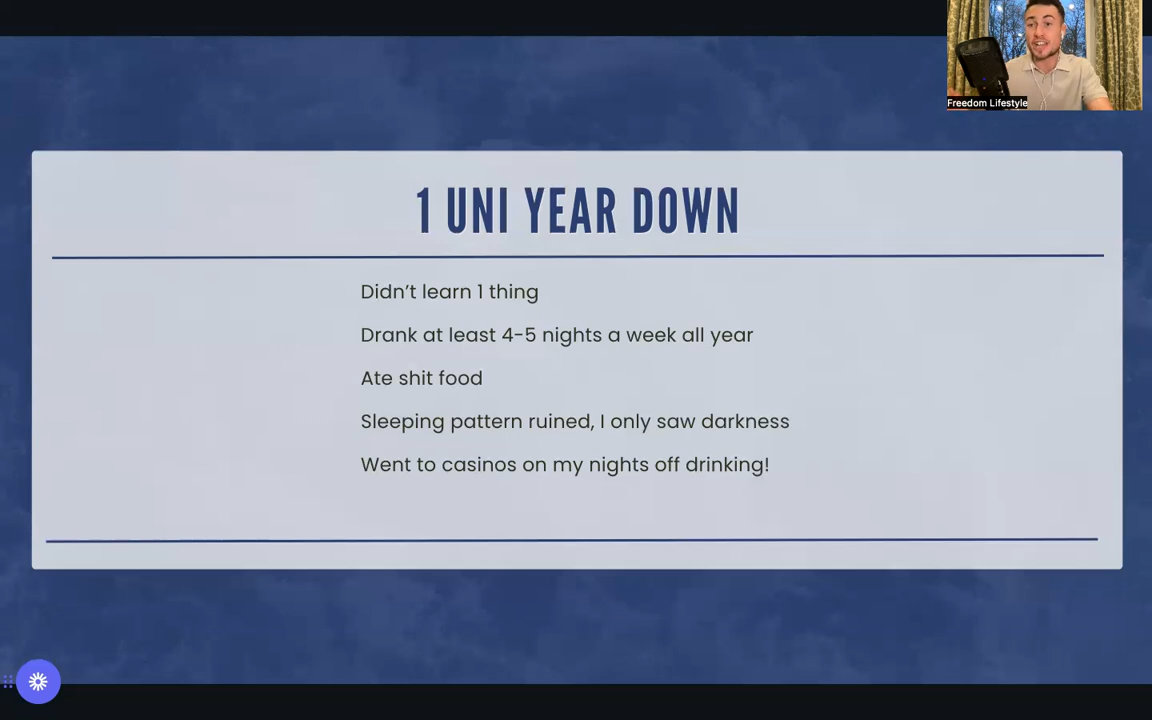 Freedom Lifestyle
1 UNI YEAR DOWN
Didn’t learn 1 thing
Drank at least 4-5 nights a week all year
Ate shit food
Sleeping pattern ruined, I only saw darkness
Went to casinos on my nights off drinking!